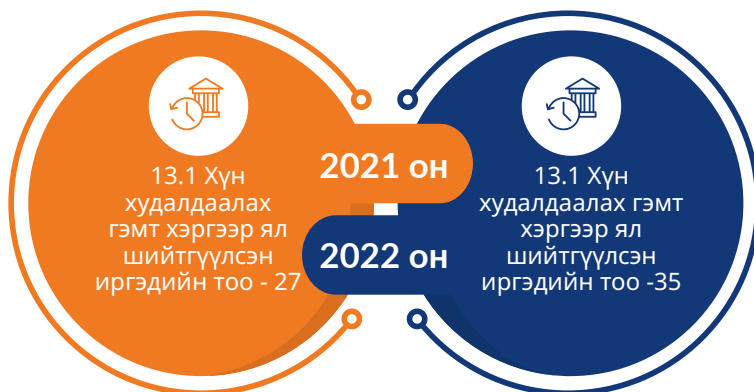 13.1 Хүн
худалдаалах
гэмт хэргээр ял
шийтгүүлсэн
иргэдийн тоо - 27
2021 он
2022 он
13.1 Хүн
худалдаалах гэмт
хэргээр ял
шийтгүүлсэн
иргэдийн тоо -35